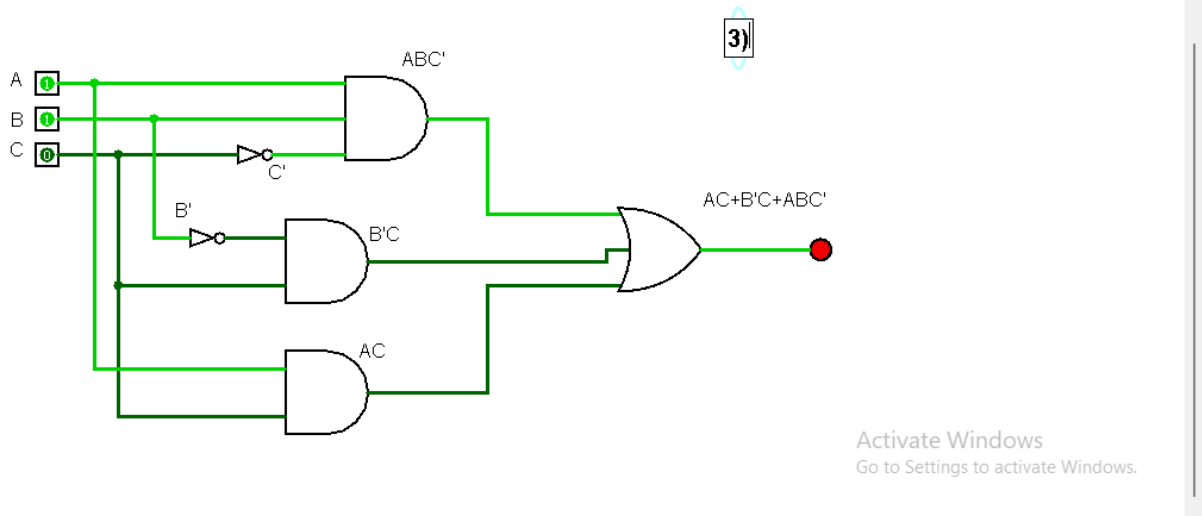 3)
ABC'
A 1
B 1
C 0
C'
B'
B'C
AC+B'C+ABC'
AC
Activate Windows
Go to Settings to activate Windows.